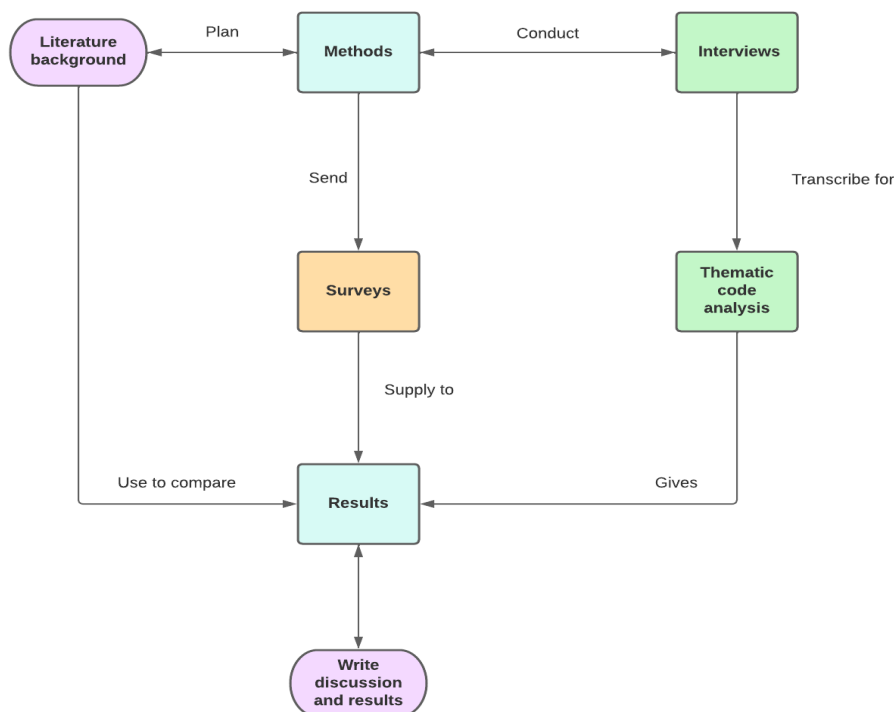 Plan
Conduct
Literature
background
Methods
Interviews
Send
Transcribe for
Surveys
Thematic
code
analysis
Supply to
Use to compare
Gives
Results
Write
discussion
and results